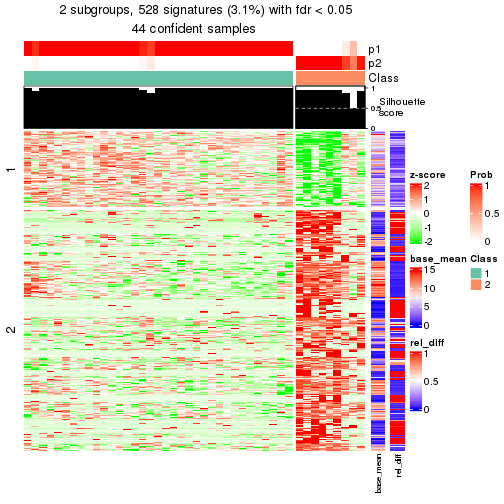 2 subgroups, 528 signatures (3.1%) with fdr < 0.05
44 confident samples
p1
p2
Class
1
0.5
0
Silhouette
score
1
2
z-score
2
1
0
-1
-2
Prob
1
0.5
0
base_mean
15
10
5
0
Class
1
2
rel_diff
1
0.5
0
base_mean
rel_diff